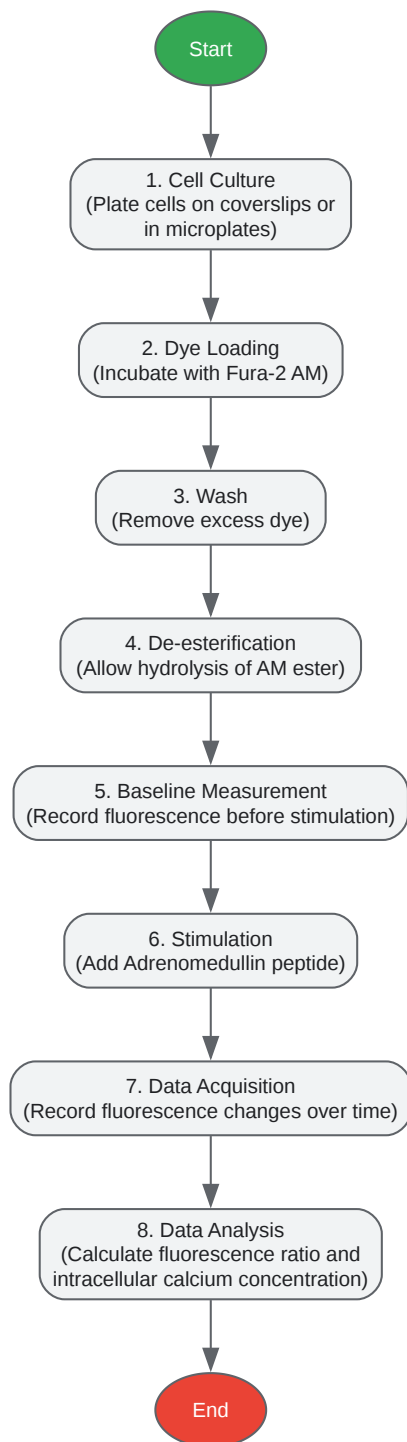 Start
1. Cell Culture
(Plate cells on coverslips or
in microplates)
2. Dye Loading
(Incubate with Fura-2 AM)
3. Wash
(Remove excess dye)
4. De-esterification
(Allow hydrolysis of AM ester)
5. Baseline Measurement
(Record fluorescence before stimulation)
6. Stimulation
(Add Adrenomedullin peptide)
7. Data Acquisition
(Record fluorescence changes over time)
8. Data Analysis
(Calculate fluorescence ratio and
intracellular calcium concentration)
End